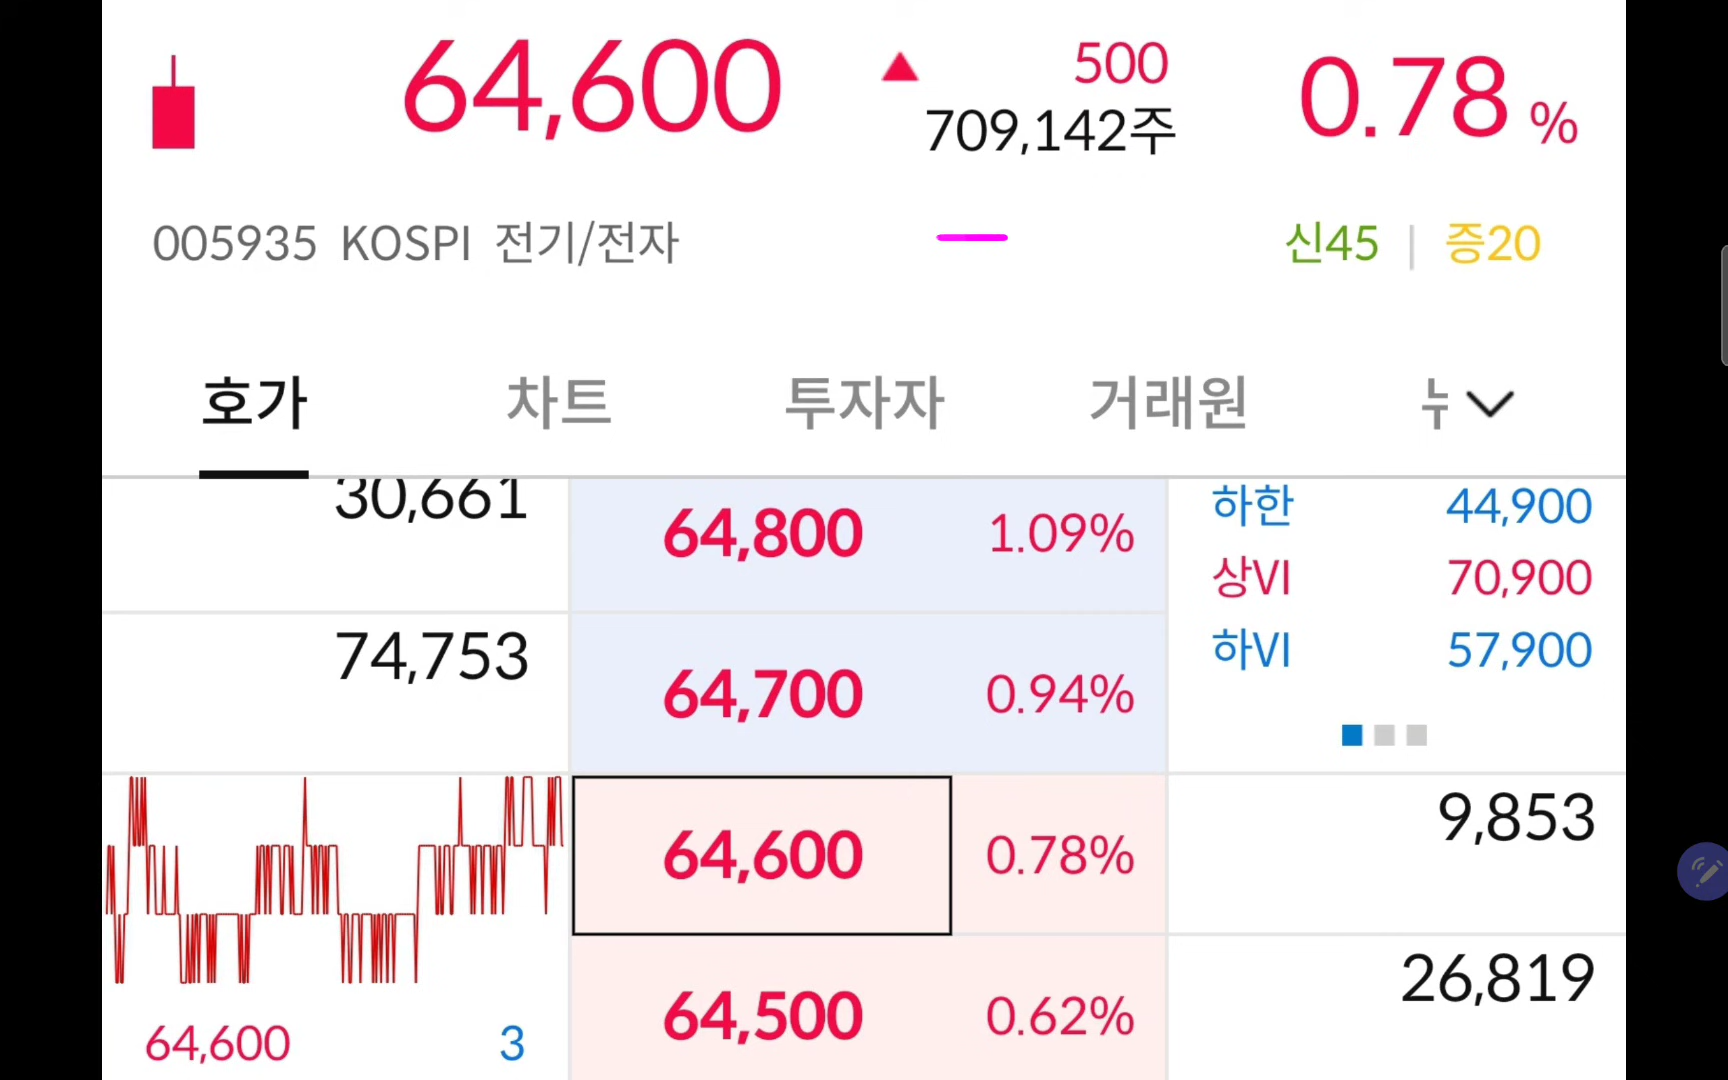 64,600 ▲ 500 0.78 %
709,142주
005935 KOSPI 전기/전자 신45 | 증20
호가 차트 투자자 거래원
30,661 64,800 1.09% 하한 44,900
상VI 70,900
74,753 64,700 0.94% 하VI 57,900
64,600 0.78% 9,853
64,500 0.62% 26,819
64,600 3